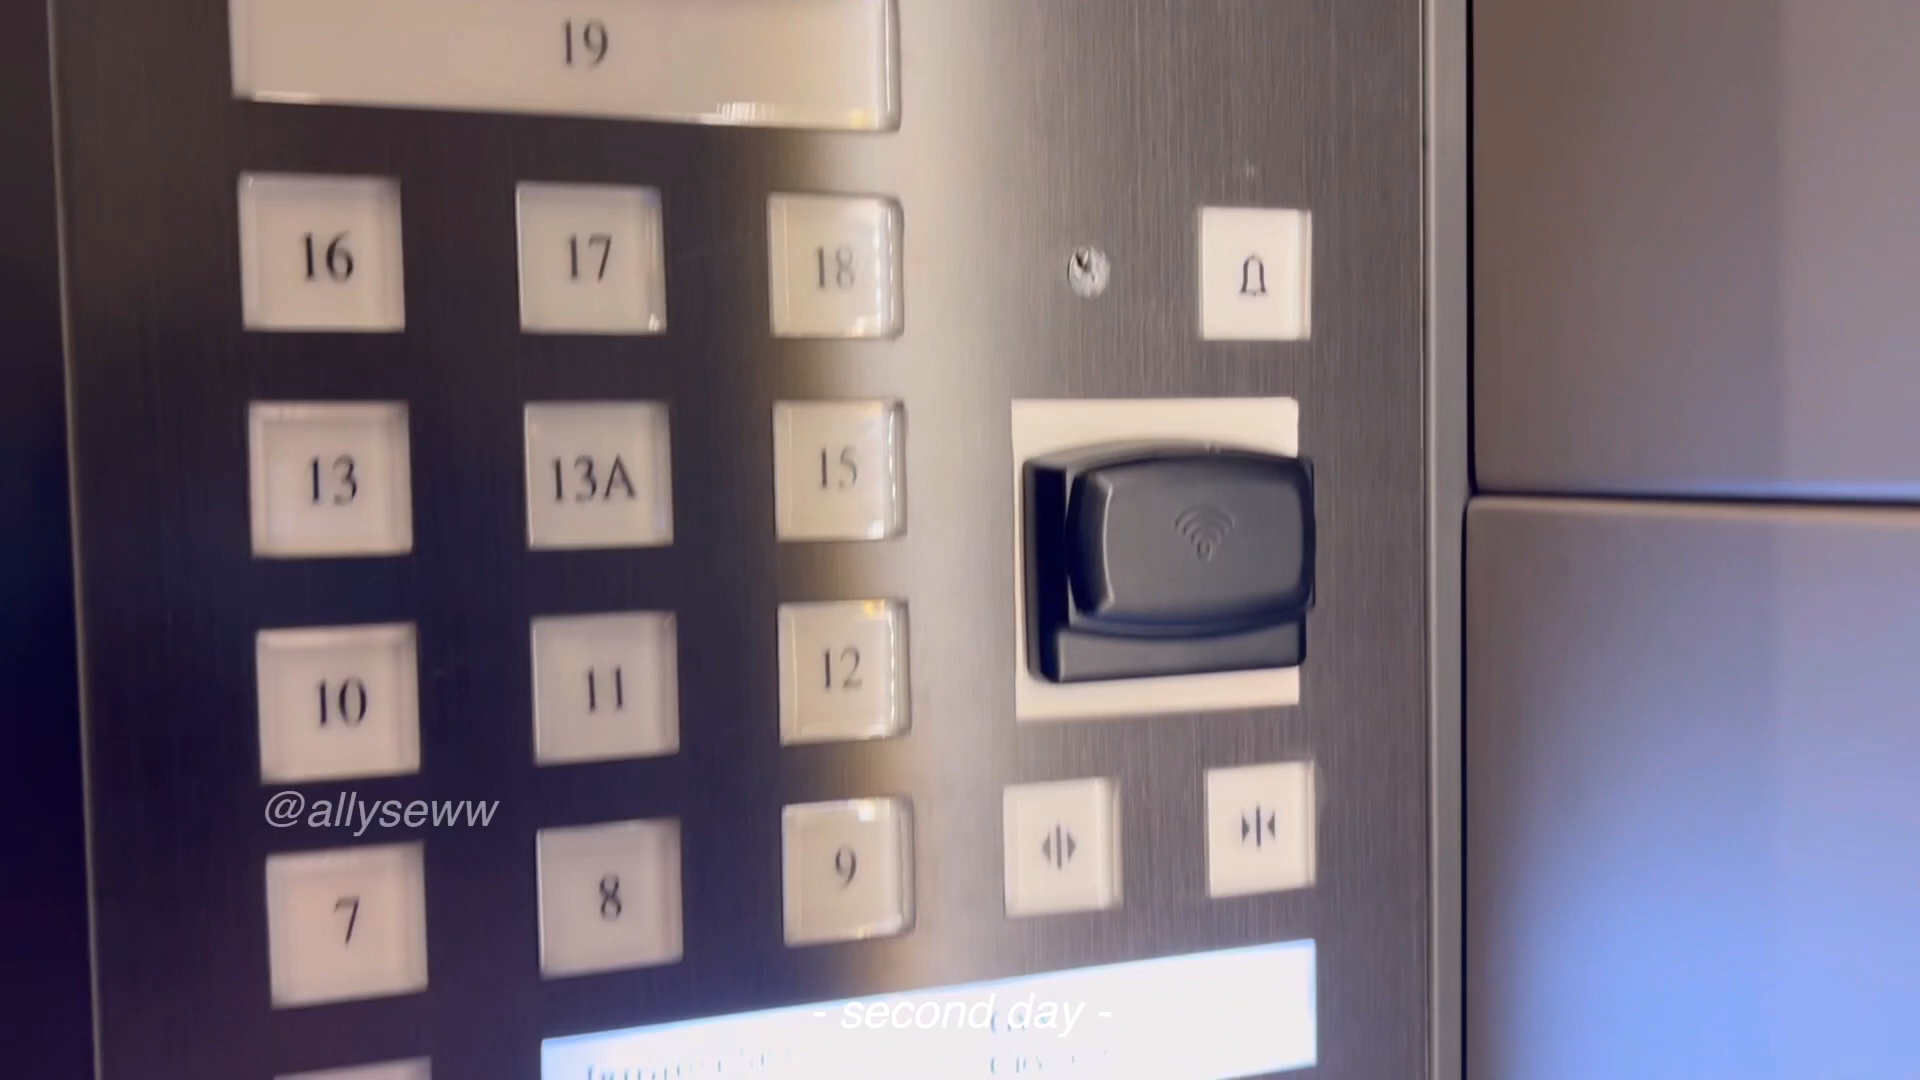 19
16 17 18
13 13A 15
10 11 12
@allyseww
7 8 9
- second day -